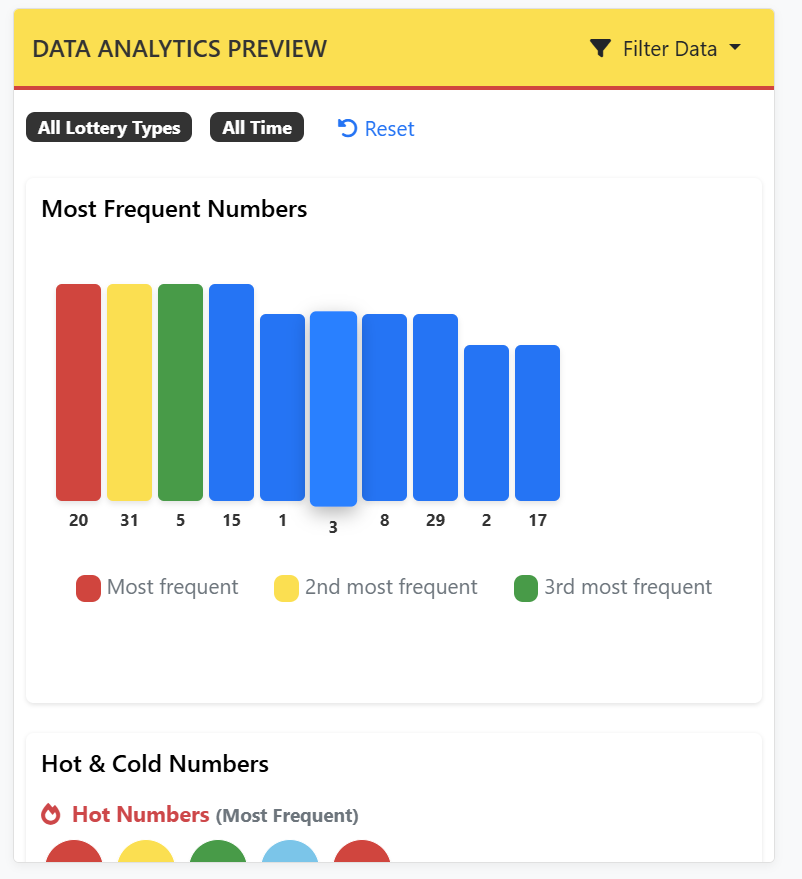 DATA ANALYTICS PREVIEW
Filter Data
All Lottery Types All Time Reset
Most Frequent Numbers
20 31 5 15 1 3 8 29 2 17
Most frequent 2nd most frequent 3rd most frequent
Hot & Cold Numbers
Hot Numbers (Most Frequent)